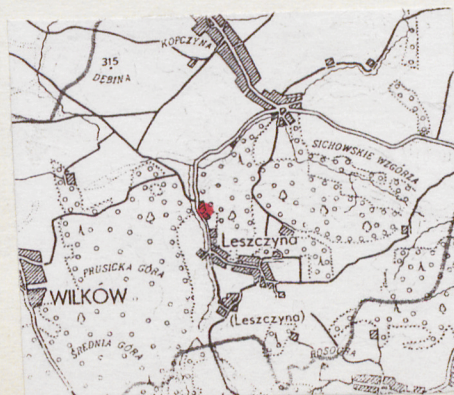 KOPCZYNA
315
DĘBINA
SICHOWSKIE WZGÓRZA
Leszczyna
PRUSICKA GÓRA
WILKÓW
(Leszczyna)
ŚREDNIA GÓRA
ROSOCHA